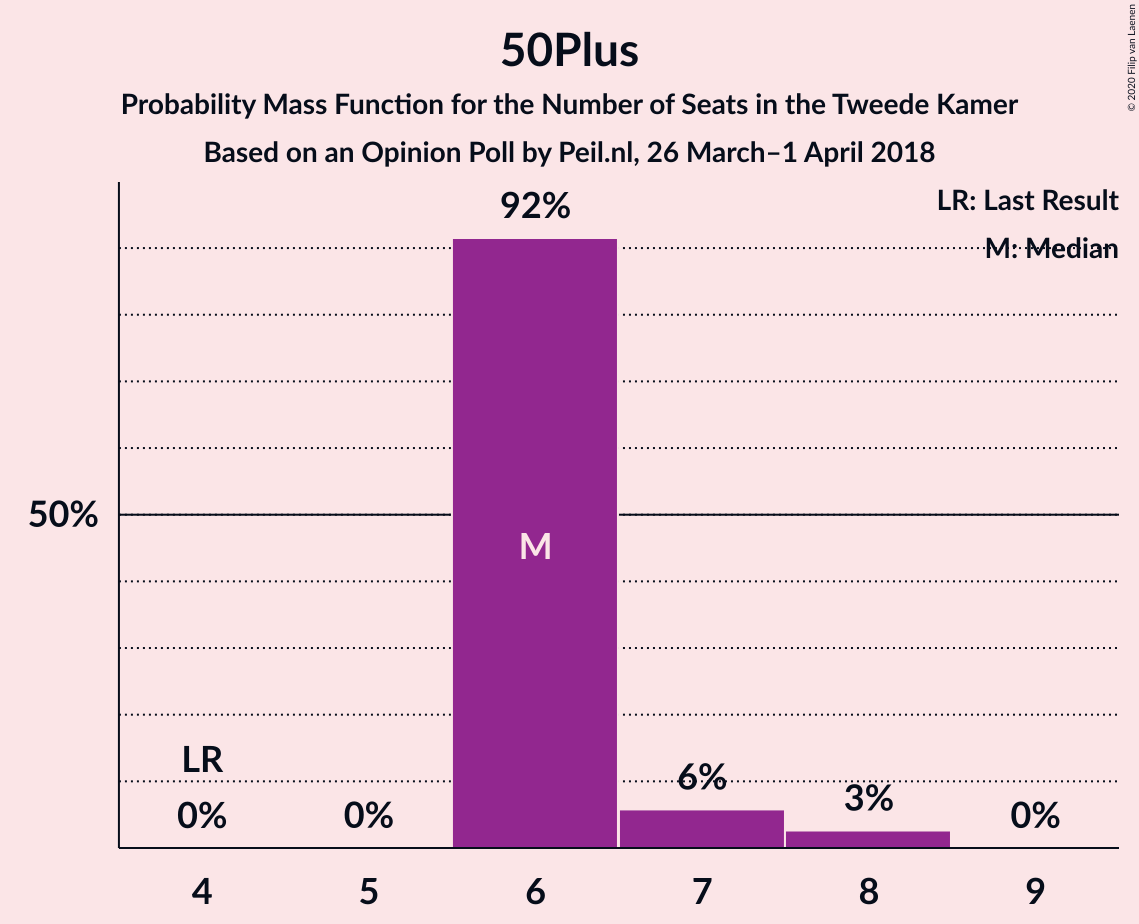 50Plus
Probability Mass Function for the Number of Seats in the Tweede Kamer
Based on an Opinion Poll by Peil.nl, 26 March–1 April 2018
© 2020 Filip van Laenen
LR: Last Result
M: Median
92%
50%
M
LR
0%
0%
6%
3%
0%
4
5
6
7
8
9